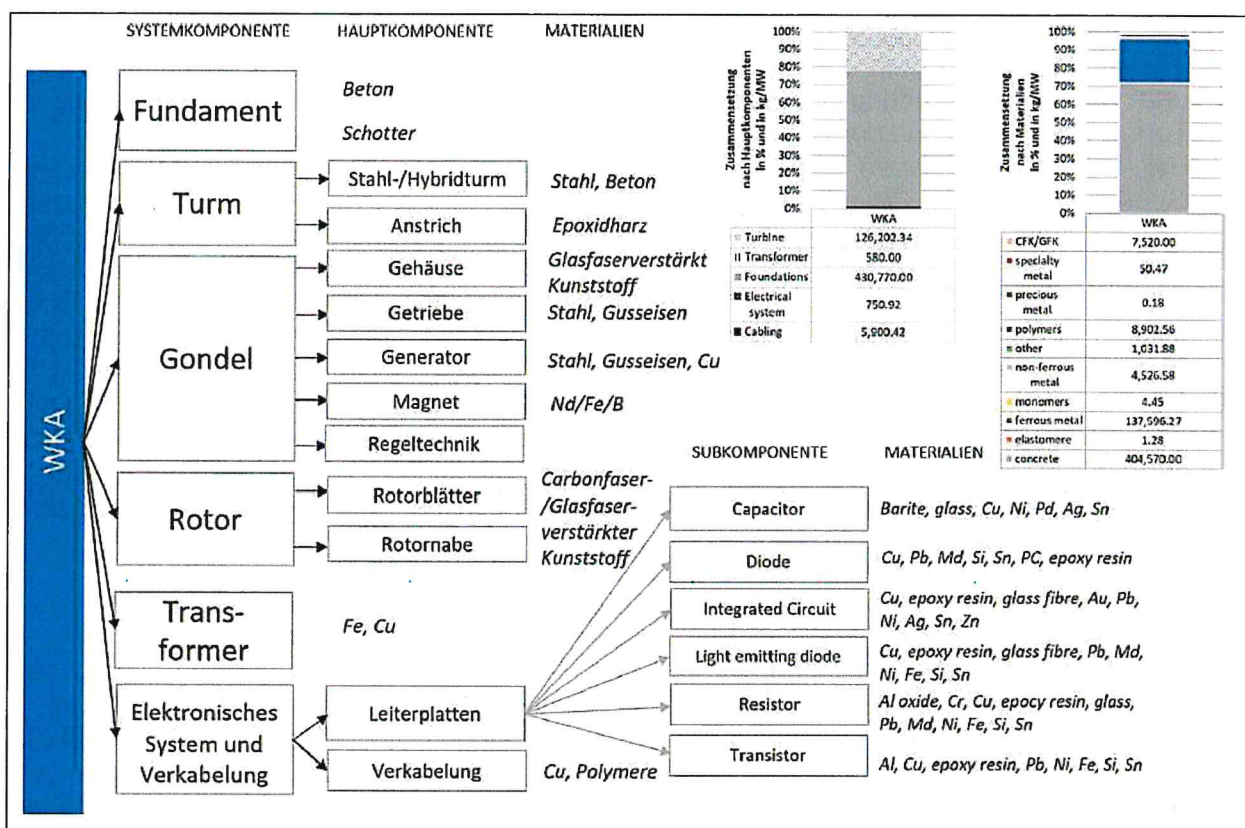 SYSTEMKOMPONENTE
HAUPTKOMPONENTE
MATERIALIEN
WKA
Fundament
Beton
Schotter
Turm
Stahl-/Hybridturm
Stahl, Beton
Anstrich
Epoxidharz
Gondel
Gehäuse
Glasfaserverstärkt
Kunststoff
Getriebe
Stahl, Gusseisen
Generator
Stahl, Gusseisen, Cu
Magnet
Nd/Fe/B
Regeltechnik
Rotor
Rotorblätter
Rotornabe
Carbonfaser-
/Glasfaser-
verstärkter
Kunststoff
Trans-
former
Fe, Cu
Elektronisches
System und
Verkabelung
Leiterplatten
Verkabelung
Cu, Polymere
SUBKOMPONENTE
MATERIALIEN
Capacitor
Barite, glass, Cu, Ni, Pd, Ag, Sn
Diode
Cu, Pb, Md, Si, Sn, PC, epoxy resin
Integrated Circuit
Cu, epoxy resin, glass fibre, Au, Pb,
Ni, Ag, Sn, Zn
Light emitting diode
Cu, epoxy resin, glass fibre, Pb, Md,
Ni, Fe, Si, Sn
Resistor
Al oxide, Cr, Cu, epocy resin, glass,
Pb, Md, Ni, Fe, Si, Sn
Transistor
Al, Cu, epoxy resin, Pb, Ni, Fe, Si, Sn
Zusammensetzung
nach Hauptkomponenten
In % und in kg/MW
100%
90%
80%
70%
60%
50%
40%
30%
20%
10%
0%
WKA
Turbine 126,202.34
Transformer 580.00
Foundations 430,770.00
Electrical
system 750.92
Cabling 5,900.42
Zusammensetzung
nach Materialien
In % und in kg/MW
100%
90%
80%
70%
60%
50%
40%
30%
20%
10%
0%
WKA
CFK/GFK 7,520.00
specialty
metal 50.47
precious
metal 0.18
polymers 8,902.56
other 1,031.88
non-ferrous
metal 4,526.58
monomers 4.45
ferrous metal 137,596.27
elastomere 1.28
concrete 404,570.00